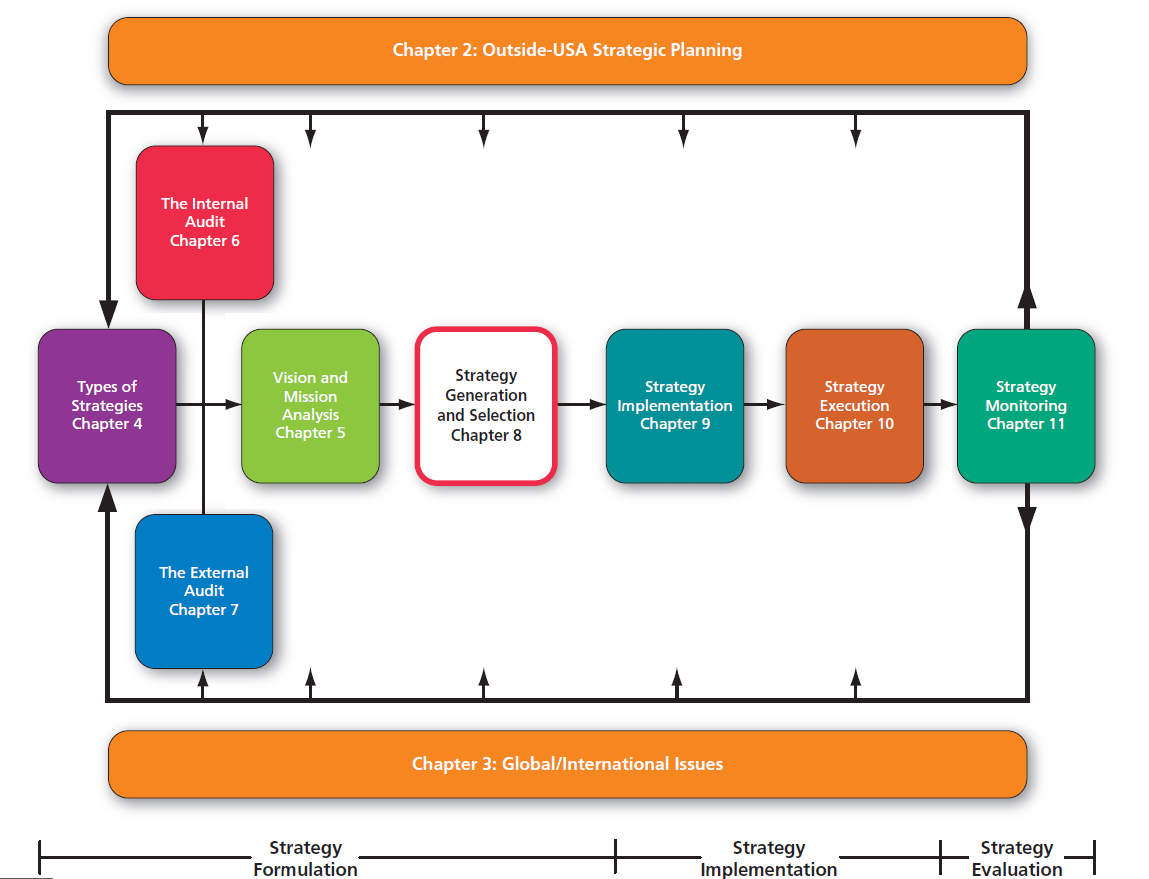 Chapter 2: Outside-USA Strategic Planning
The Internal
Audit
Chapter 6
Types of
Strategies
Chapter 4
Vision and
Mission
Analysis
Chapter 5
Strategy
Generation
and Selection
Chapter 8
Strategy
Implementation
Chapter 9
Strategy
Execution
Chapter 10
Strategy
Monitoring
Chapter 11
The External
Audit
Chapter 7
Chapter 3: Global/International Issues
Strategy
Formulation
Strategy
Implementation
Strategy
Evaluation